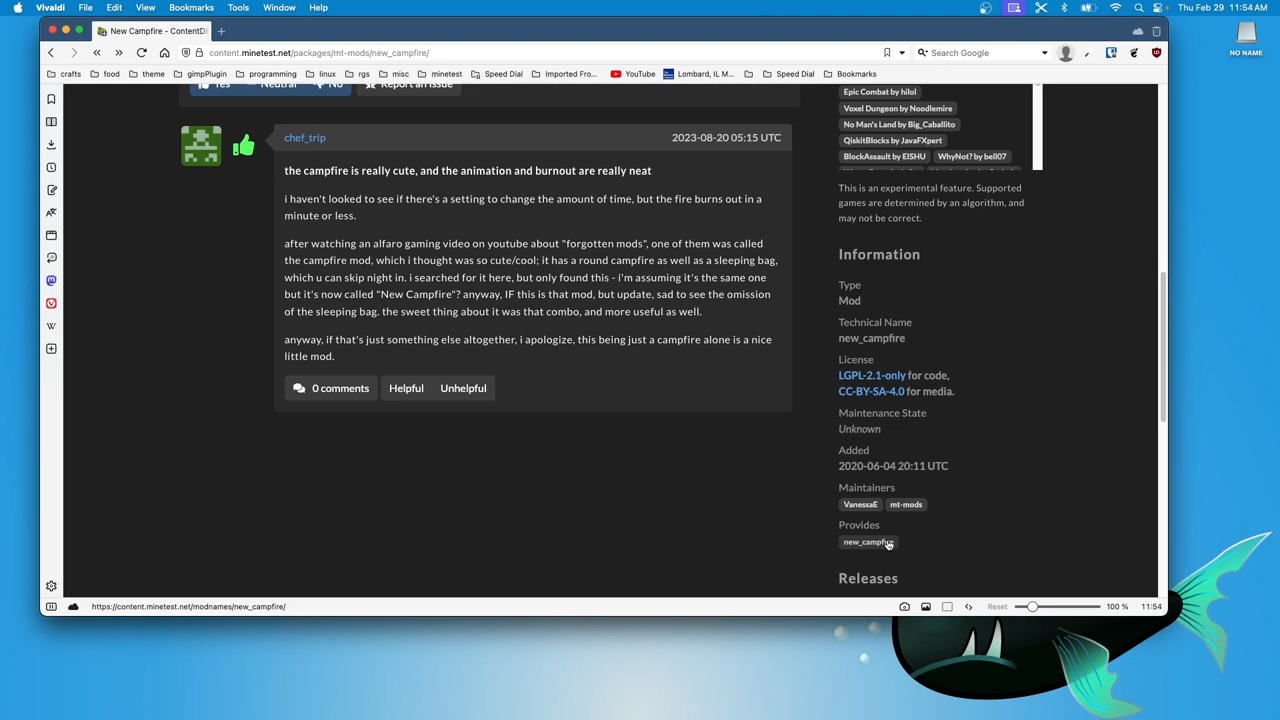 Vivaldi File Edit View Bookmarks Tools Window Help Thu Feb 29 11:54 AM
New Campfire - ContentDB
content.minetest.net/packages/mt-mods/new_campfire/
Search Google
NO NAME
crafts food theme gimpPlugin programming linux rgs misc minetest Speed Dial Imported Fro... YouTube Lombard, IL M... Speed Dial Bookmarks
Yes Neutral No Report an issue
chef_trip 2023-08-20 05:15 UTC
the campfire is really cute, and the animation and burnout are really neat
i haven't looked to see if there's a setting to change the amount of time, but the fire burns out in a
minute or less.
after watching an alfaro gaming video on youtube about "forgotten mods", one of them was called
the campfire mod, which i thought was so cute/cool; it has a round campfire as well as a sleeping bag,
which u can skip night in. i searched for it here, but only found this - i'm assuming it's the same one
but it's now called "New Campfire"? anyway, IF this is that mod, but update, sad to see the omission
of the sleeping bag. the sweet thing about it was that combo, and more useful as well.
anyway, if that's just something else altogether, i apologize, this being just a campfire alone is a nice
little mod.
0 comments Helpful Unhelpful
Epic Combat by hilol
Voxel Dungeon by Noodlemire
No Man's Land by Big_Caballito
QiskitBlocks by JavaFXpert
BlockAssault by EISHU WhyNot? by bell07
This is an experimental feature. Supported
games are determined by an algorithm, and
may not be correct.
Information
Type
Mod
Technical Name
new_campfire
License
LGPL-2.1-only for code,
CC-BY-SA-4.0 for media.
Maintenance State
Unknown
Added
2020-06-04 20:11 UTC
Maintainers
VanessaE mt-mods
Provides
new_campfire
Releases
https://content.minetest.net/modnames/new_campfire/
Reset 100 % 11:54